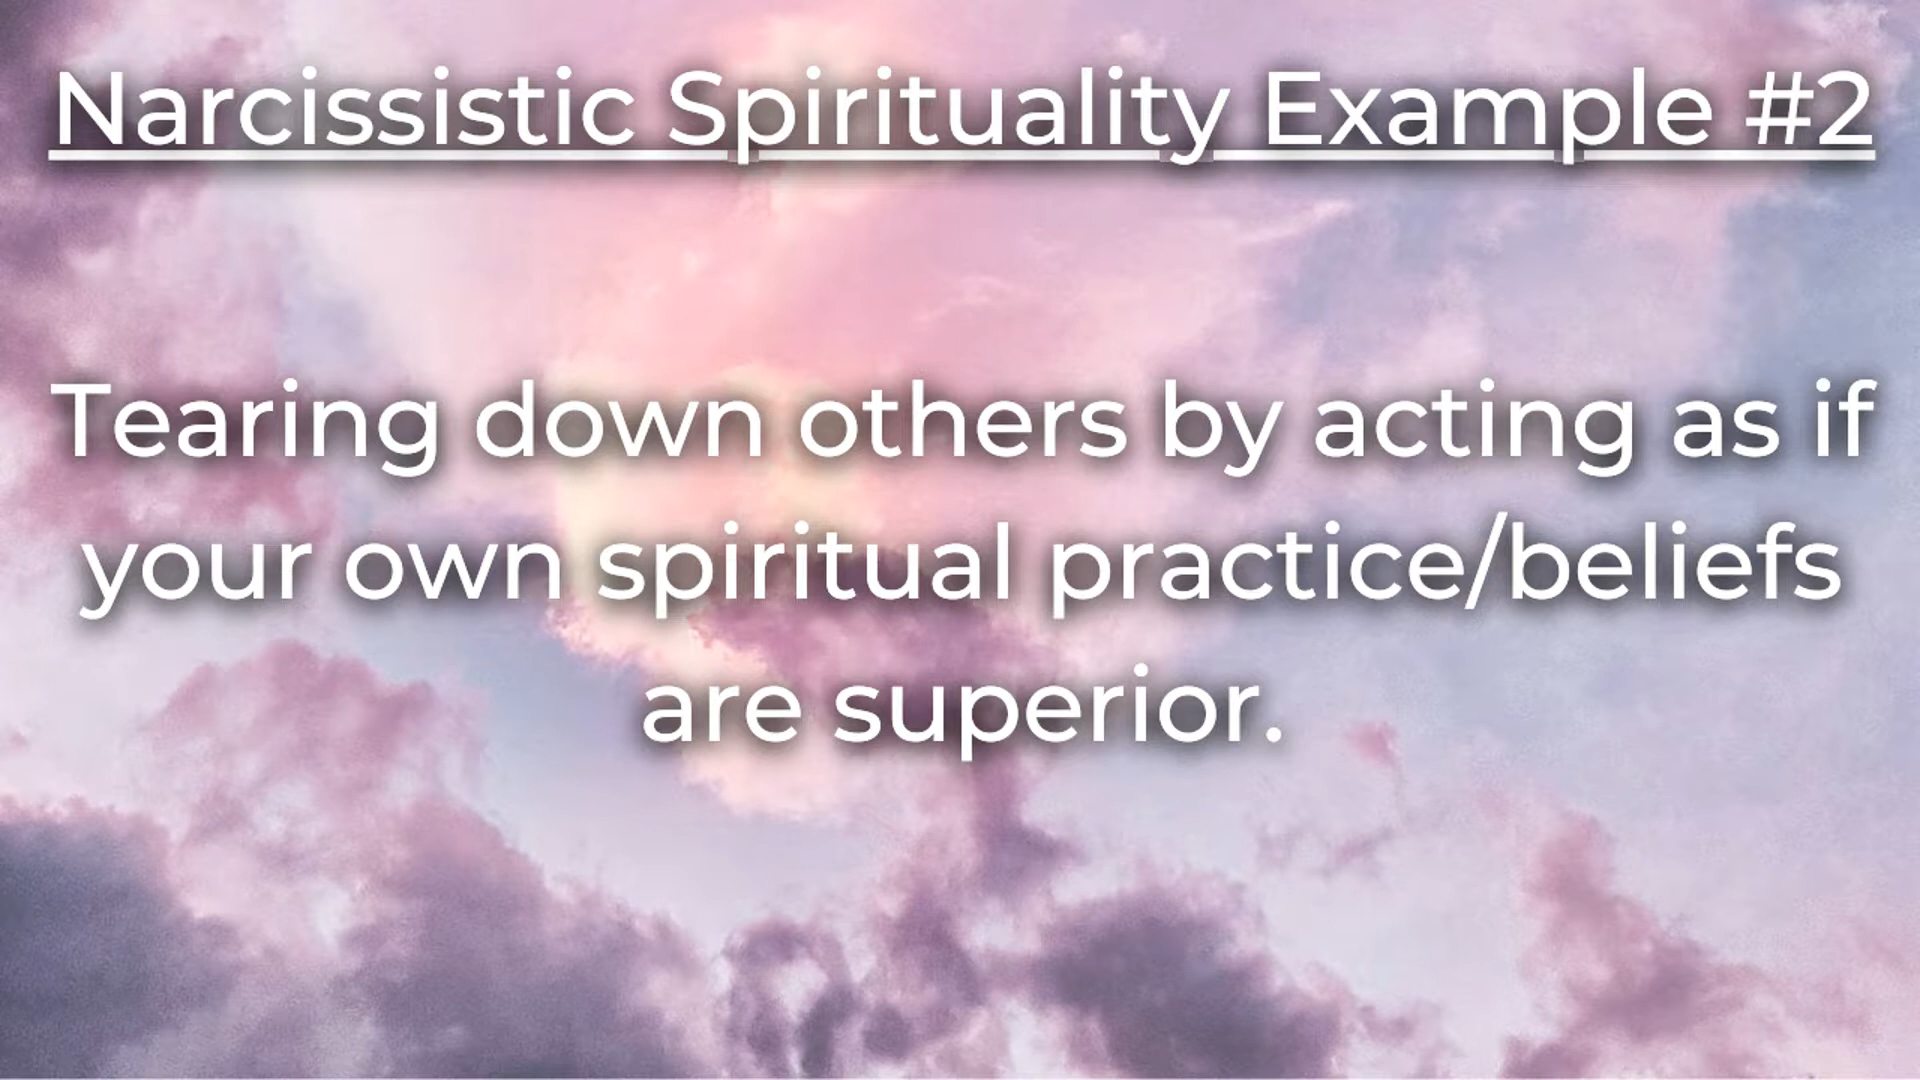 Narcissistic Spirituality Example #2
Tearing down others by acting as if
your own spiritual practice/beliefs
are superior.